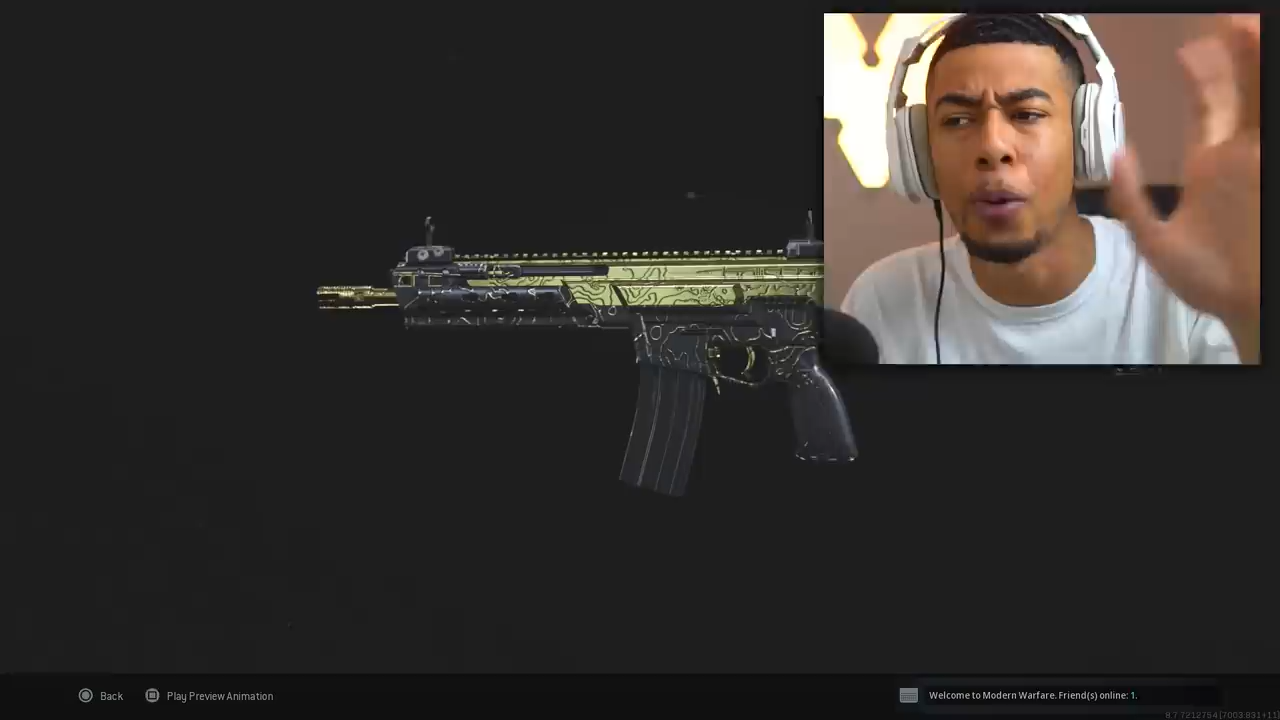 Back
Play Preview Animation
Welcome to Modern Warfare. Friend(s) online: 1.